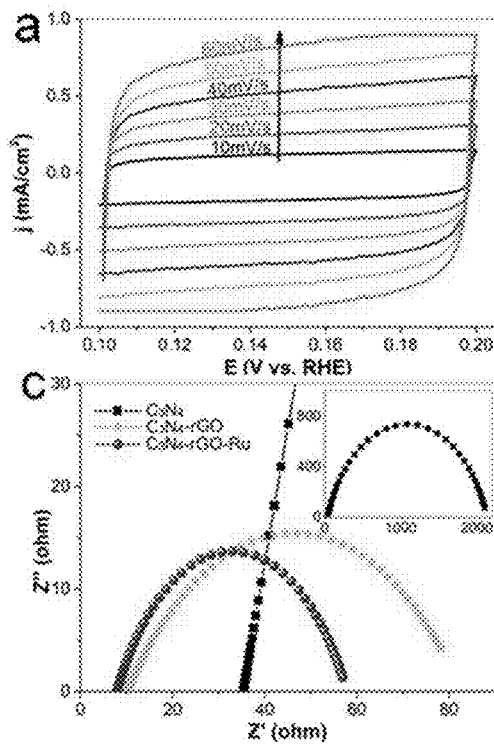 a
1.0
0.5
0.0
-0.5
-1.0
j (mA/cm²)
40mV/s
20mV/s
10mV/s
0.10 0.12 0.14 0.16 0.18 0.20
E (V vs. RHE)
C
30
20
10
0
Z'' (ohm)
C₃N₄
C₃N₄-rGO
C₃N₄-rGO-Ru
800
400
0
0 1000 2000
0 20 40 60 80
Z' (ohm)